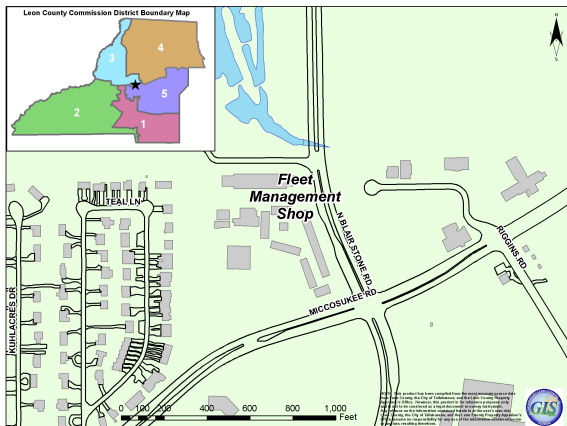 Leon County Commission District Boundary Map
4
3
5
2
1
N
S
Fleet
Management
Shop
TEAL LN
N BLAIR STONE RD
RIGGINS RD
MICCOSUKEE RD
KUHLACRES DR
0 100 200 400 600 800 1,000
Feet
GIS